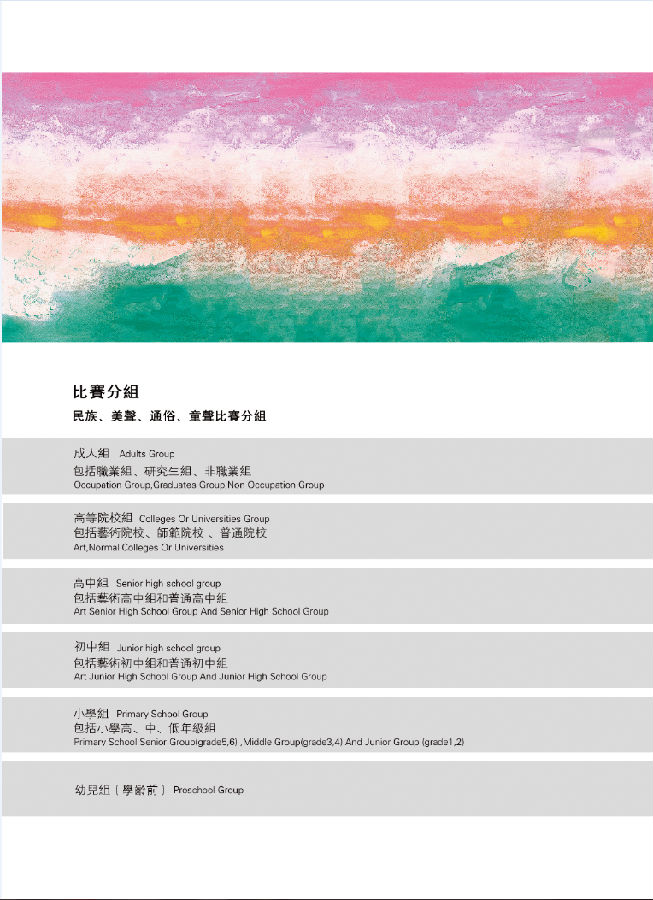 比賽分組
民族、美聲、通俗、童聲比賽分組
成人組 Adults Group
包括職業組、研究生組、非職業組
Occupation Group,Graduates Group Non Occupation Group
高等院校組 Colleges Or Universities Group
包括藝術院校、師範院校 、普通院校
Art,Normal Colleges Or Universities
高中組 Senior high school group
包括藝術高中組和普通高中組
Art Senior High School Group And Senior High School Group
初中組 Junior high school group
包括藝術初中組和普通初中組
Art Junior High School Group And Junior High School Group
小學組 Primary School Group
包括小學高、中、低年級組
Primary School Senior Group(grade5,6) ,Middle Group(grade3,4) And Junior Group (grade1,2)
幼兒組（學齡前） Proschool Group